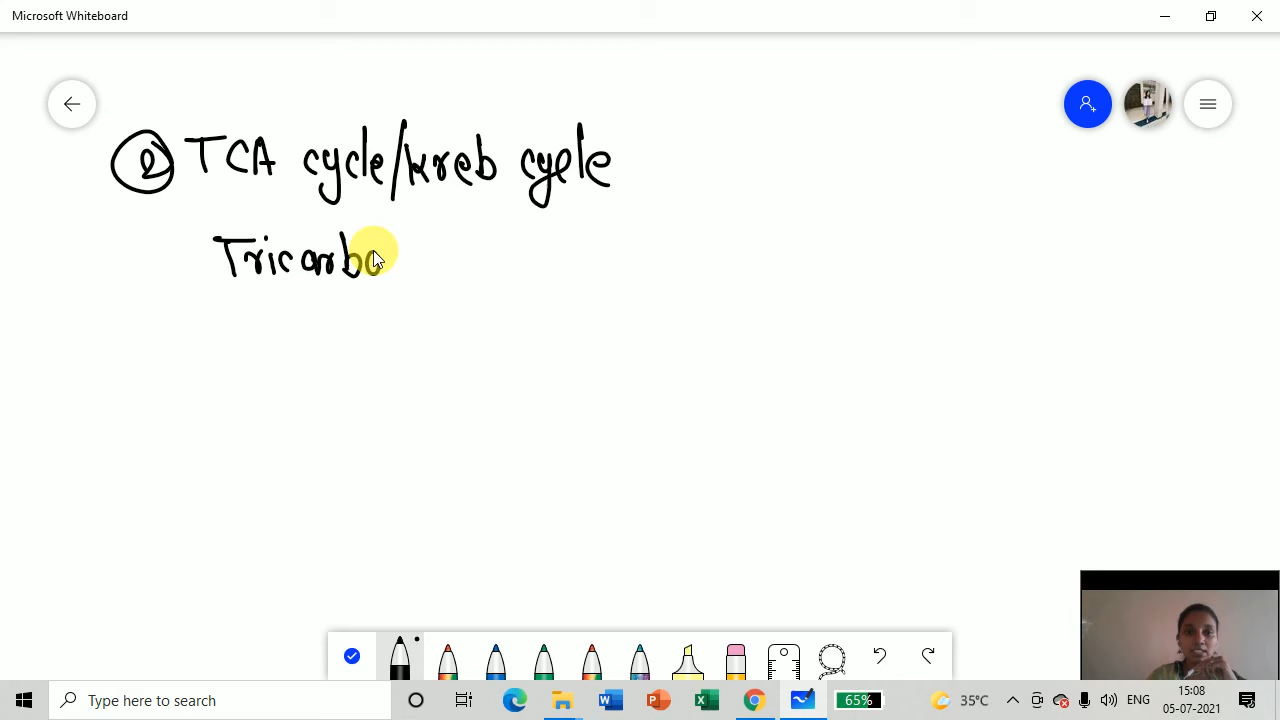 Microsoft Whiteboard
② TCA cycle/kreb cycle
Tricarbo
Type here to search
65%
35°C
ENG
15:08
05-07-2021